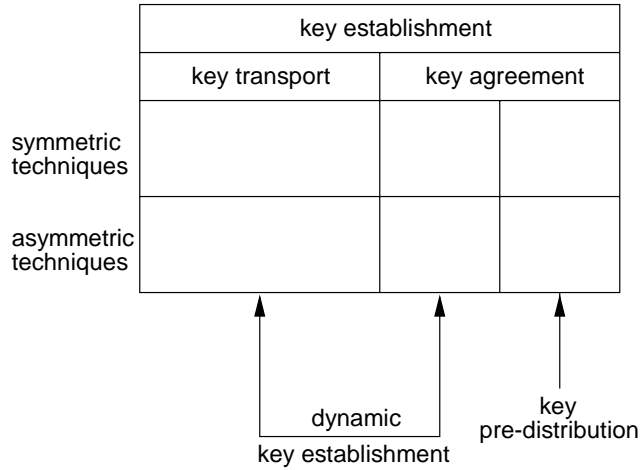 key establishment
key transport
key agreement
symmetric
techniques
asymmetric
techniques
dynamic
key establishment
key
pre-distribution